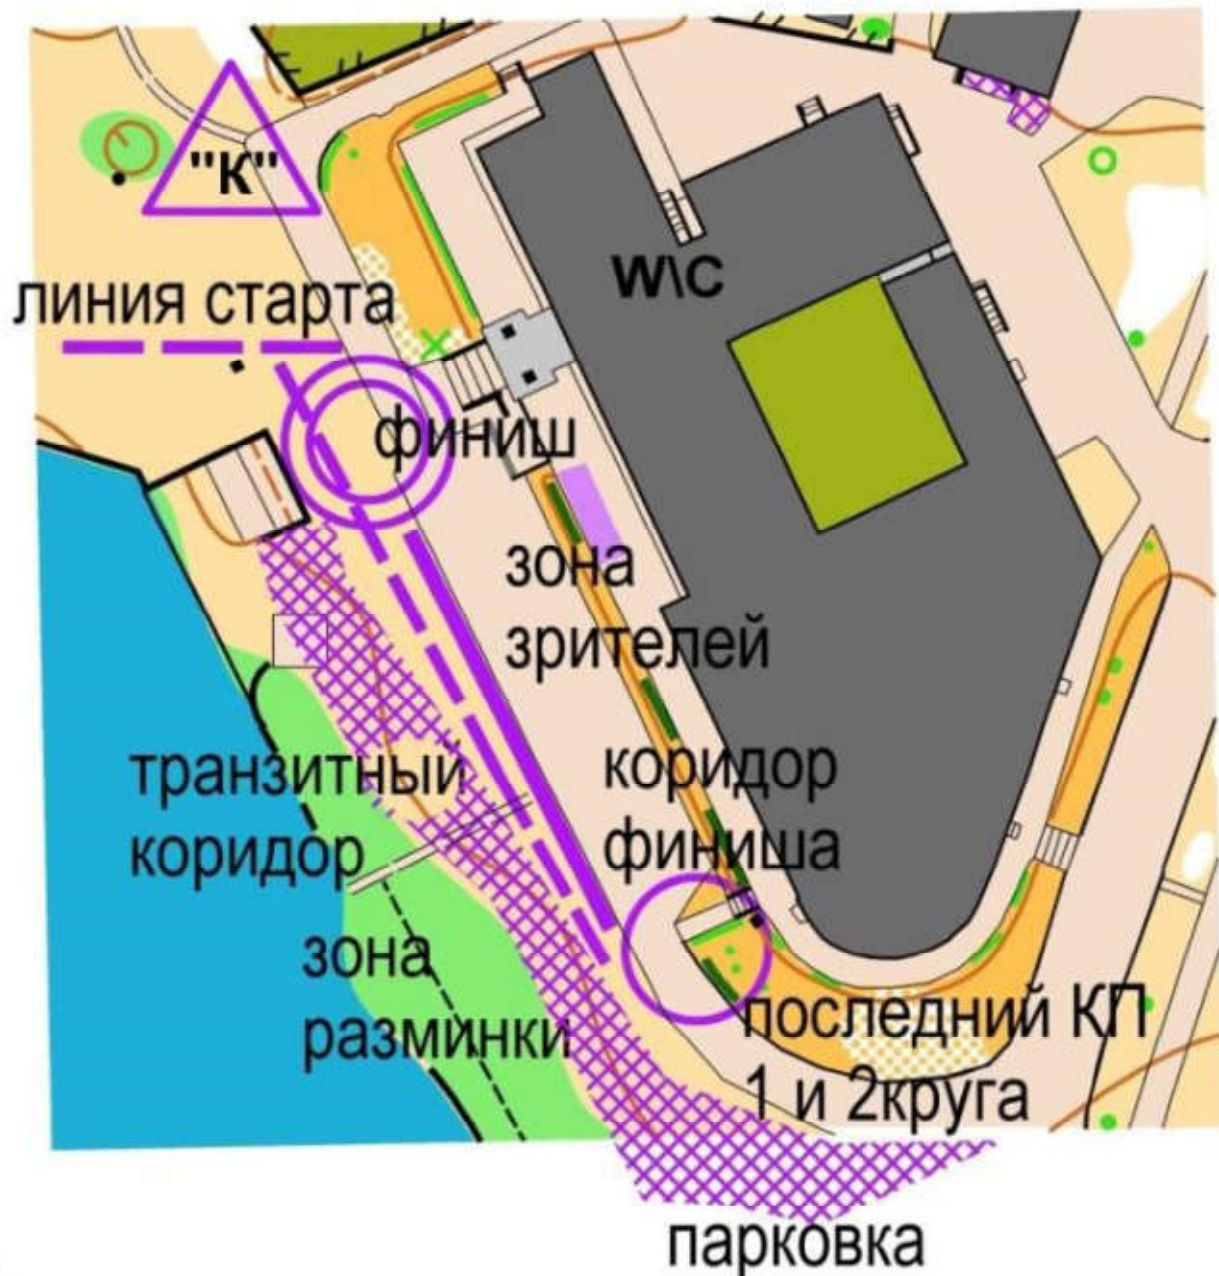 "К"
W\C
линия старта
финиш
зона
зрителей
транзитный
коридор
коридор
финиша
зона
разминки
последний КП
1 и 2круга
парковка